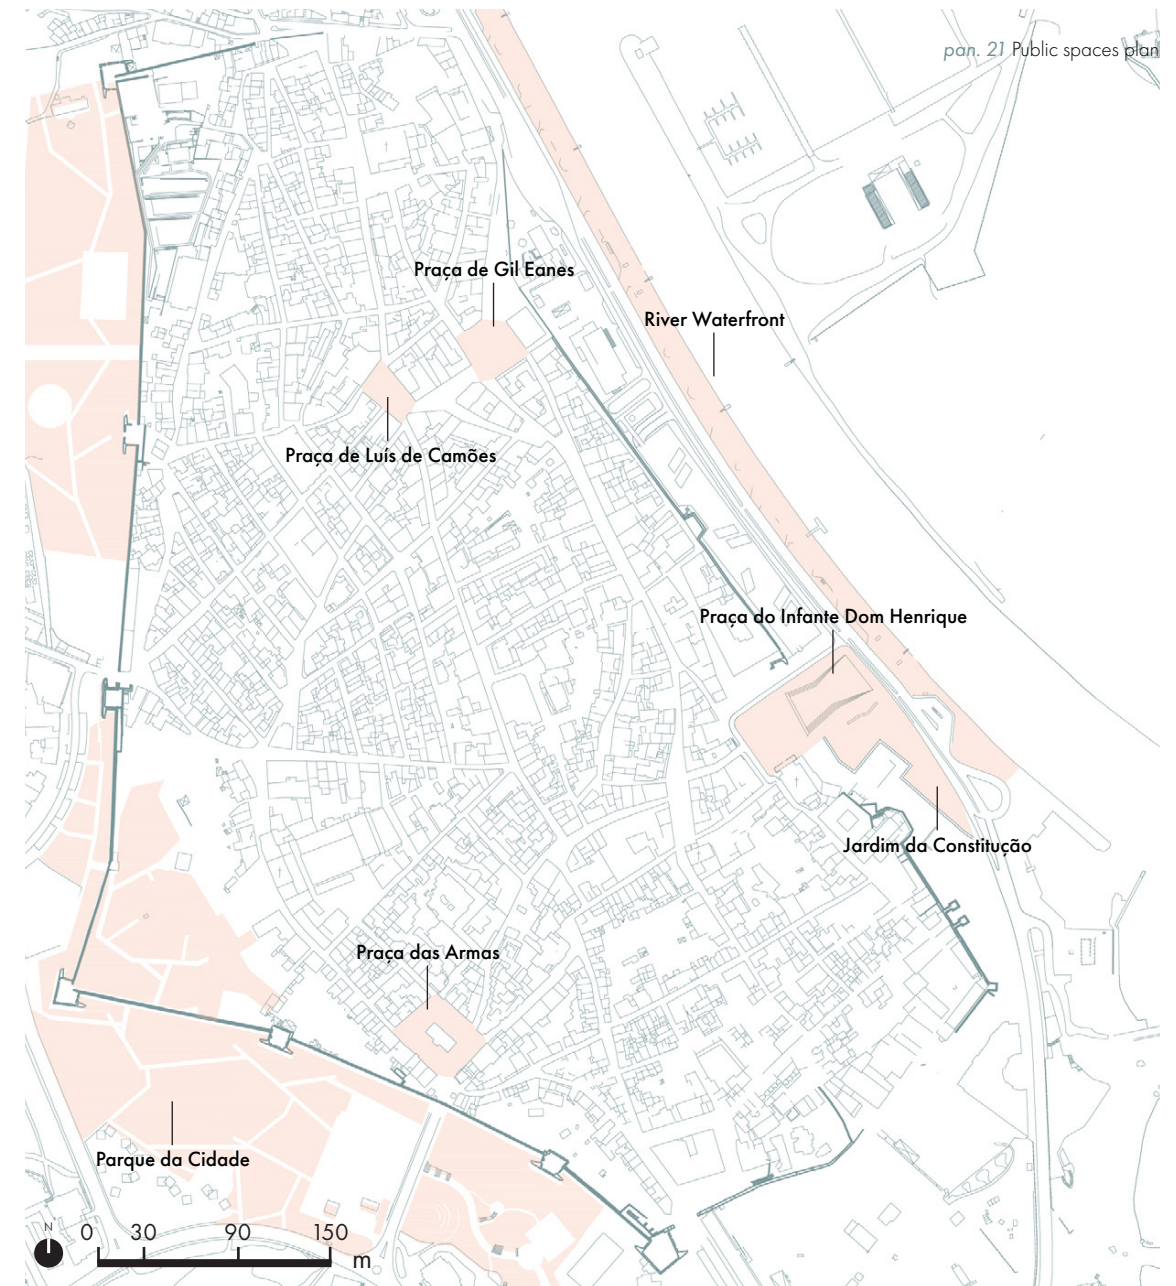 pan. 21 Public spaces plan
Praça de Gil Eanes
River Waterfront
Praça de Luís de Camões
Praça do Infante Dom Henrique
Jardim da Constitução
Praça das Armas
Parque da Cidade
N
0 30 90 150
m